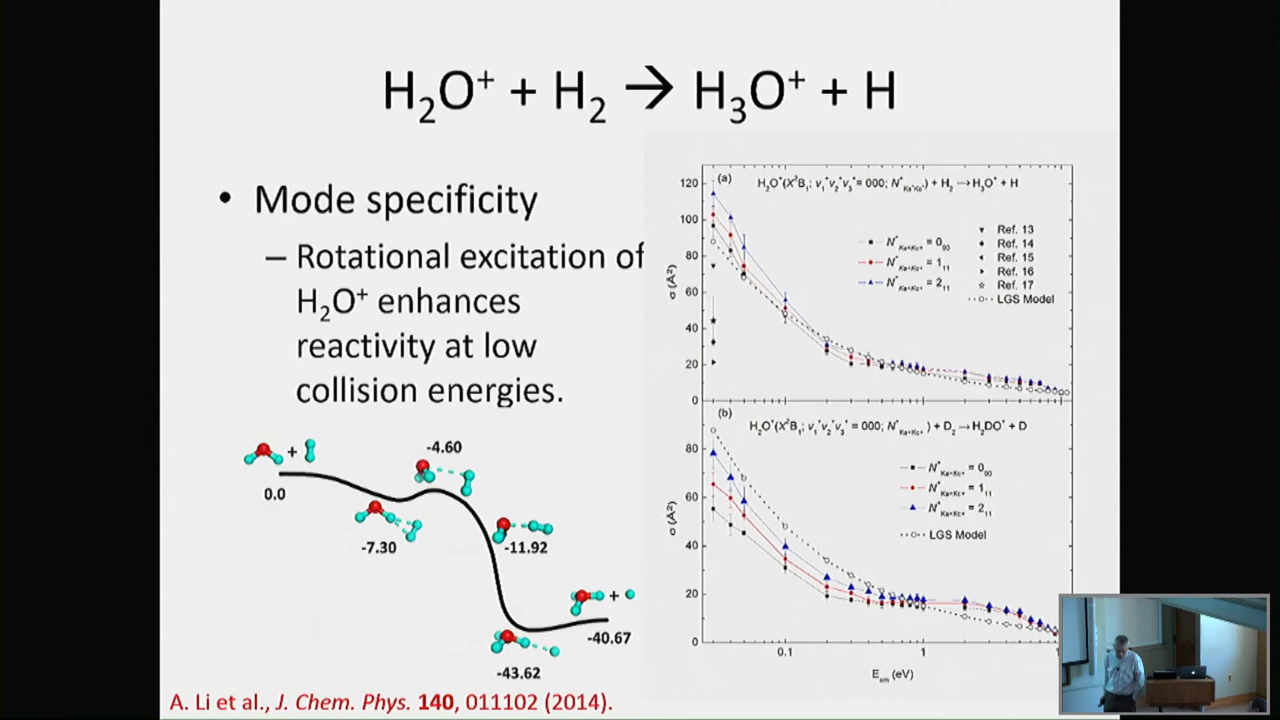 H₂O⁺ + H₂ → H₃O⁺ + H
• Mode specificity
– Rotational excitation of
H₂O⁺ enhances
reactivity at low
collision energies.
+
0.0
-7.30
-4.60
-11.92
-43.62
+
-40.67
A. Li et al., J. Chem. Phys. 140, 011102 (2014).
(a)
H₂O⁺(X²B₁; v₁⁺v₂⁺v₃⁺ = 000; N⁺Ka+Kc+) + H₂ → H₃O⁺ + H
N⁺Ka+Kc+ = 0₀₀
N⁺Ka+Kc+ = 1₁₁
N⁺Ka+Kc+ = 2₁₁
Ref. 13
Ref. 14
Ref. 15
Ref. 16
Ref. 17
LGS Model
σ (Å²)
120
100
80
60
40
20
0
(b)
H₂O⁺(X²B₁; v₁⁺v₂⁺v₃⁺ = 000; N⁺Ka+Kc+) + D₂ → H₂DO⁺ + D
N⁺Ka+Kc+ = 0₀₀
N⁺Ka+Kc+ = 1₁₁
N⁺Ka+Kc+ = 2₁₁
LGS Model
σ (Å²)
80
60
40
20
0
0.1
1
E_cm (eV)